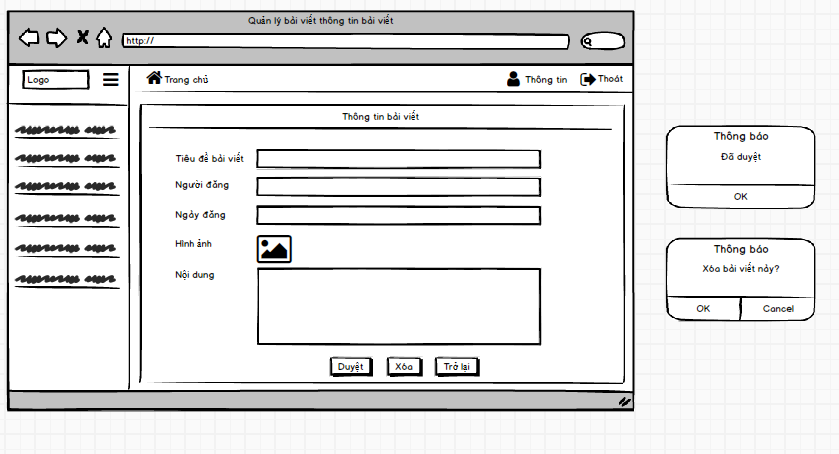 Quản lý bài viết thông tin bài viết
http://
Logo
Trang chủ
Thông tin
Thoát
Thông tin bài viết
Tiêu đề bài viết
Người đăng
Ngày đăng
Hình ảnh
Nội dung
Duyệt
Xóa
Trở lại
Thông báo
Đã duyệt
OK
Thông báo
Xóa bài viết này?
OK
Cancel